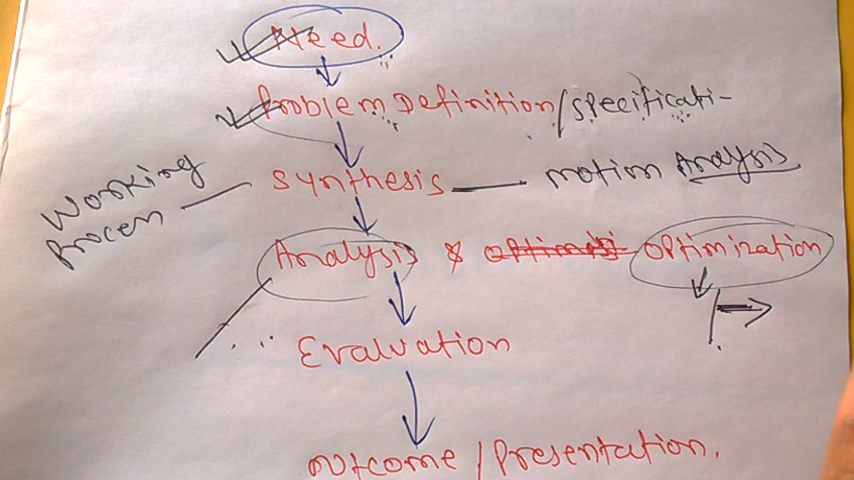 Need.
Problem Definition/Specificati-
Working Process — Synthesis — motion Analysis
Analysis & Optimization
Evaluation
Outcome/Presentation.